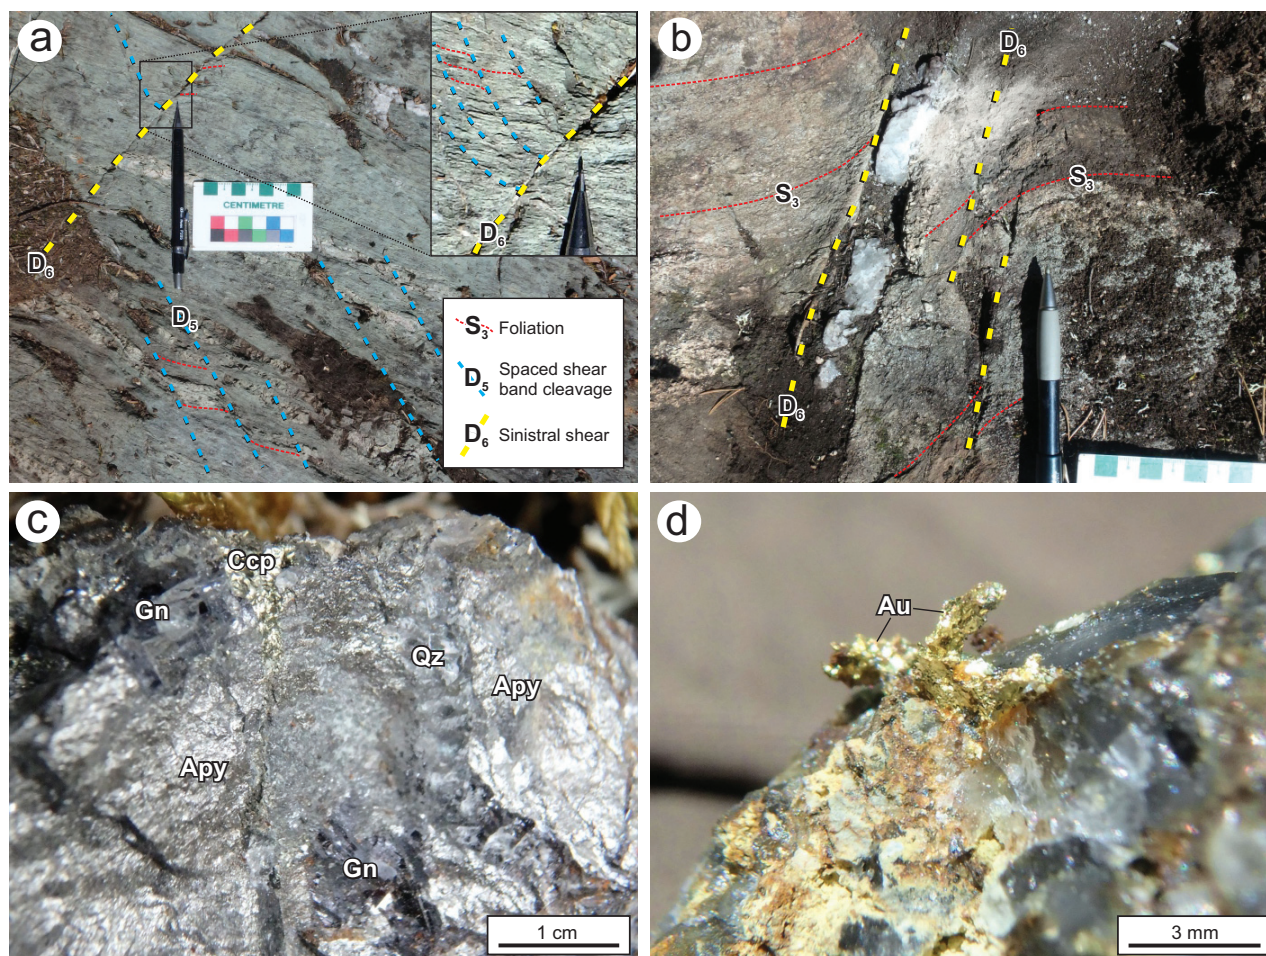 a
D6
CENTIMETRE
D6
D5
S3 Foliation
D5 Spaced shear
band cleavage
D6 Sinistral shear
b
D6
S3
S3
D6
c
Ccp
Gn
Qz
Apy
Apy
Gn
1 cm
d
Au
3 mm